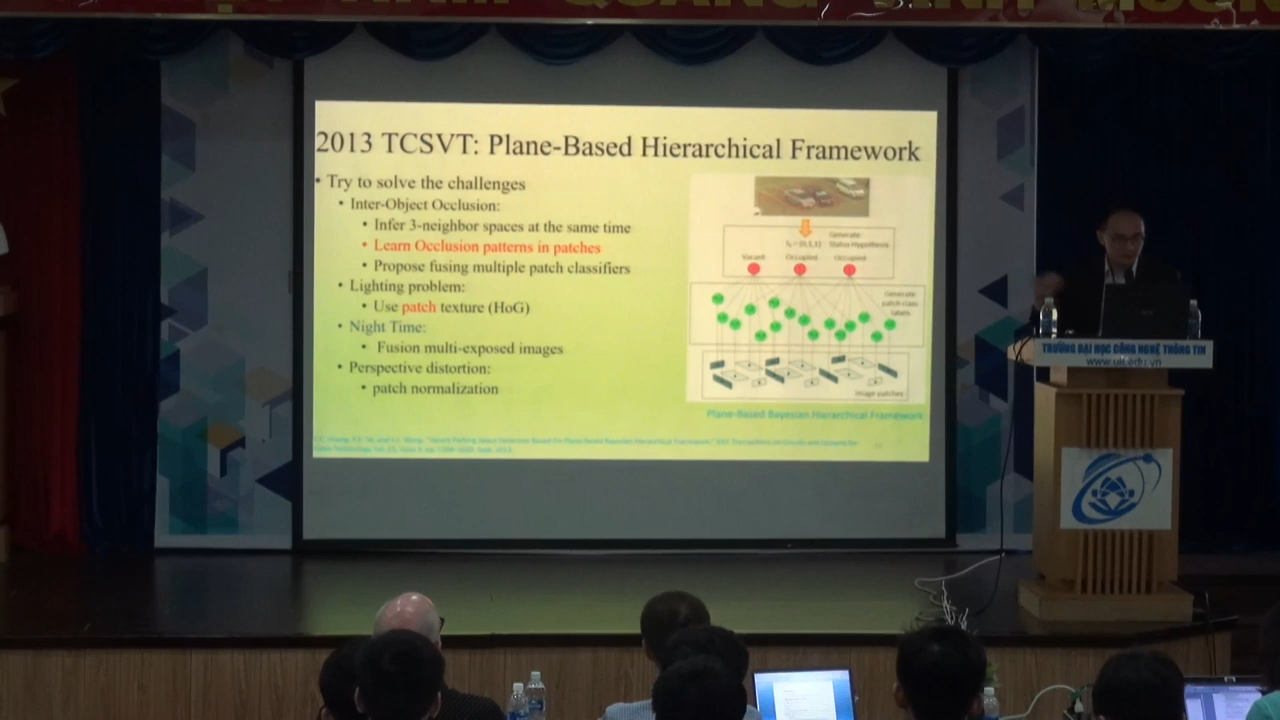 QUANG VINH MUÔN
2013 TCSVT: Plane-Based Hierarchical Framework
• Try to solve the challenges
• Inter-Object Occlusion:
• Infer 3-neighbor spaces at the same time
• Learn Occlusion patterns in patches
• Propose fusing multiple patch classifiers
• Lighting problem:
• Use patch texture (HoG)
• Night Time:
• Fusion multi-exposed images
• Perspective distortion:
• patch normalization
Generate
Status Hypothesis
Vacant Occupied Occupied
Generate
patch class
labels
image patches
Plane-Based Bayesian Hierarchical Framework
TRƯỜNG ĐẠI HỌC CÔNG NGHỆ THÔNG TIN
www.uit.edu.vn